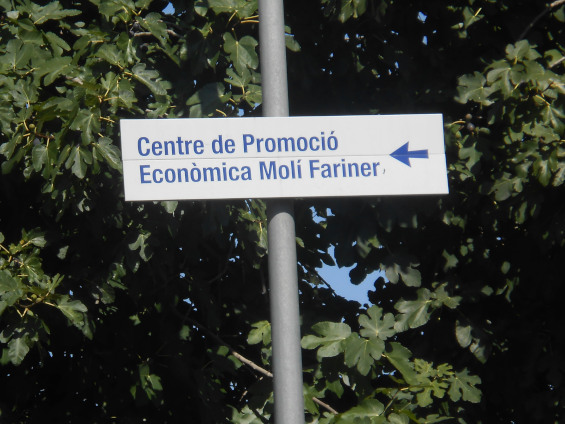 Centre de Promoció
Econòmica Molí Fariner